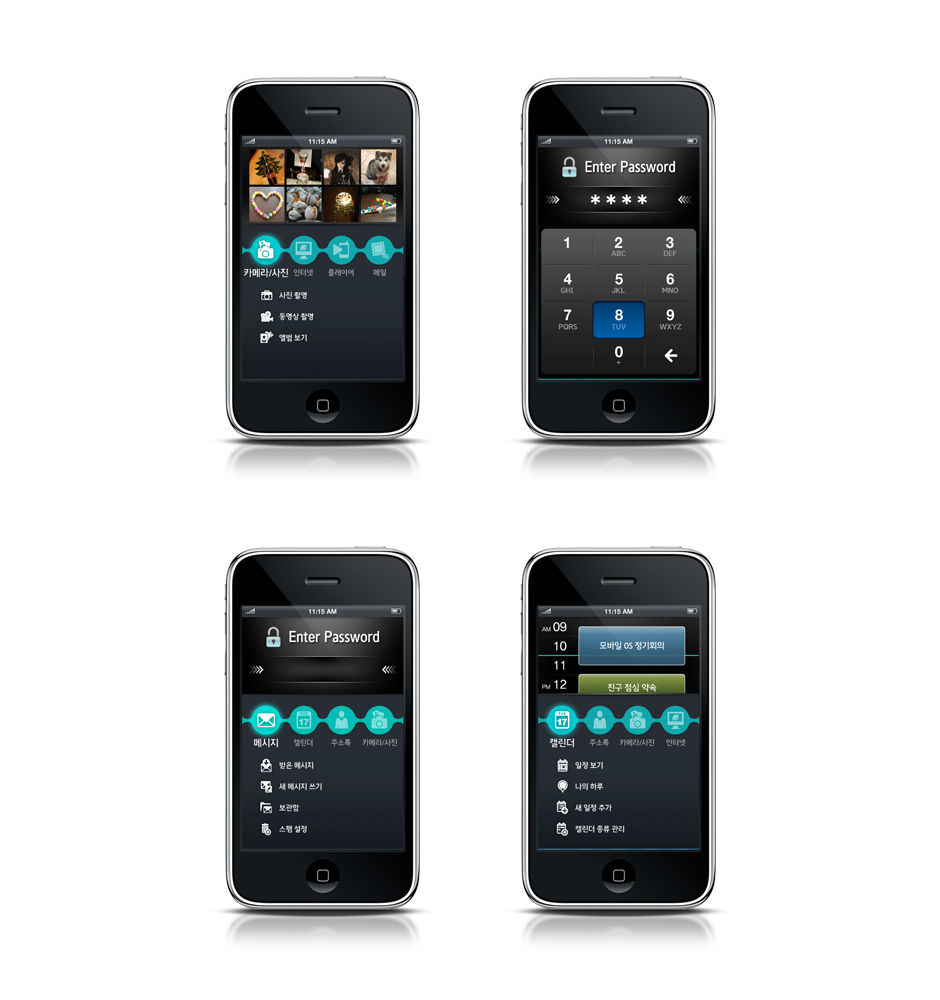 11:15 AM
카메라/사진 인터넷 플레이어 메일
사진 촬영
동영상 촬영
앨범 보기
11:15 AM
Enter Password
* * * *
1 2 ABC 3 DEF
4 GHI 5 JKL 6 MNO
7 PQRS 8 TUV 9 WXYZ
0 +
11:15 AM
Enter Password
17
메시지 캘린더 주소록 카메라/사진
받은 메시지
새 메시지 쓰기
보관함
스팸 설정
11:15 AM
AM 09
10
11
PM 12
모바일 OS 정기회의
친구 점심 약속
17
캘린더 주소록 카메라/사진 인터넷
일정 보기
나의 하루
새 일정 추가
캘린더 종류 관리